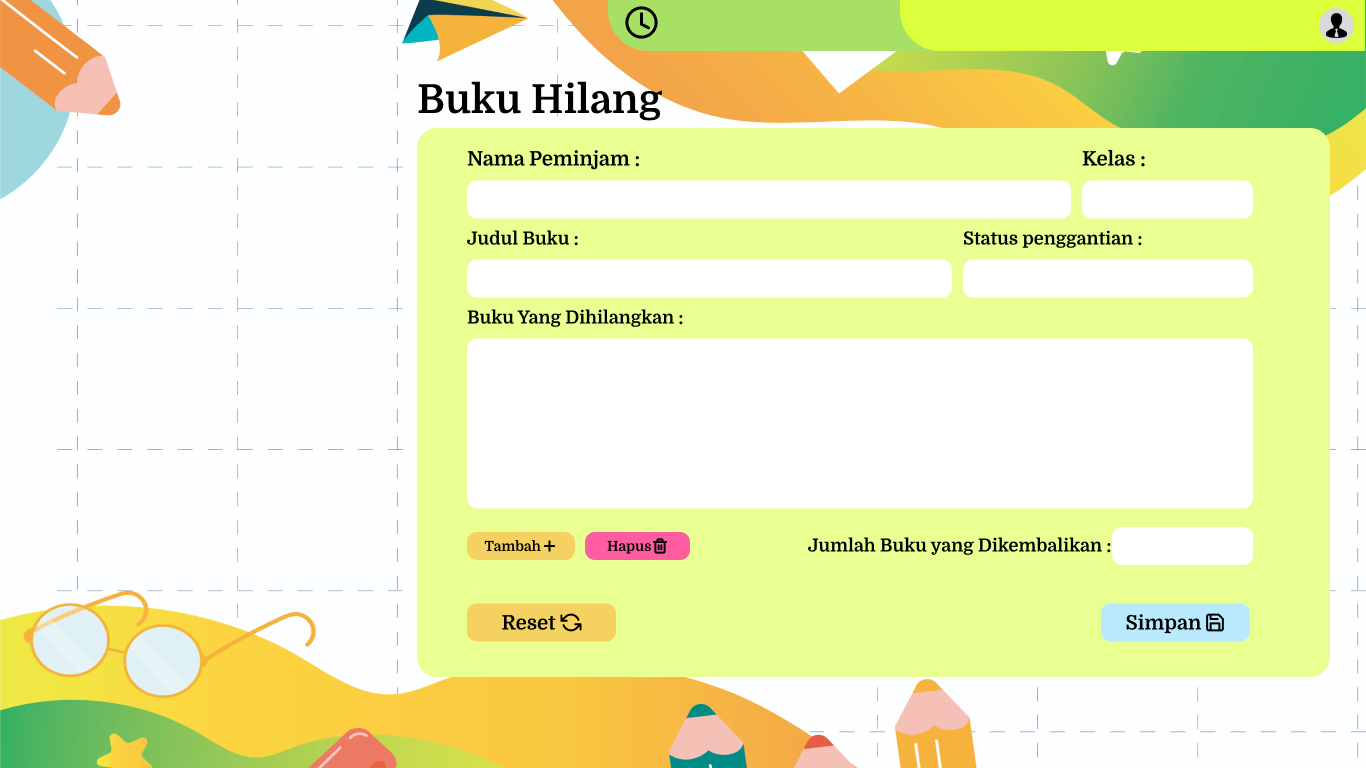 Buku Hilang
Nama Peminjam :
Kelas :
Judul Buku :
Status penggantian :
Buku Yang Dihilangkan :
Tambah
Hapus
Jumlah Buku yang Dikembalikan :
Reset
Simpan